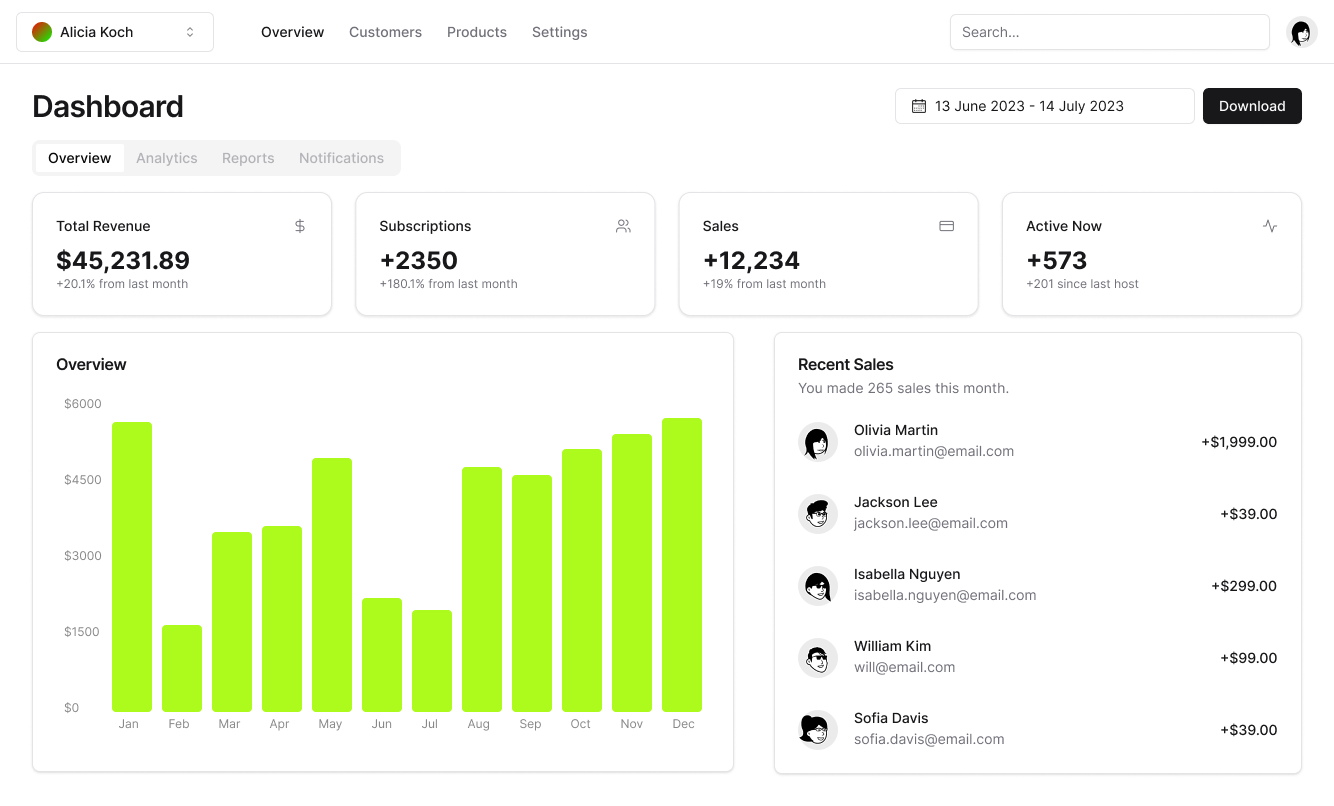 Alicia Koch
Overview Customers Products Settings
Search...
Dashboard
13 June 2023 - 14 July 2023
Download
Overview Analytics Reports Notifications
Total Revenue
$45,231.89
+20.1% from last month
Subscriptions
+2350
+180.1% from last month
Sales
+12,234
+19% from last month
Active Now
+573
+201 since last host
Overview
$6000
$4500
$3000
$1500
$0
Jan Feb Mar Apr May Jun Jul Aug Sep Oct Nov Dec
Recent Sales
You made 265 sales this month.
Olivia Martin
olivia.martin@email.com
+$1,999.00
Jackson Lee
jackson.lee@email.com
+$39.00
Isabella Nguyen
isabella.nguyen@email.com
+$299.00
William Kim
will@email.com
+$99.00
Sofia Davis
sofia.davis@email.com
+$39.00